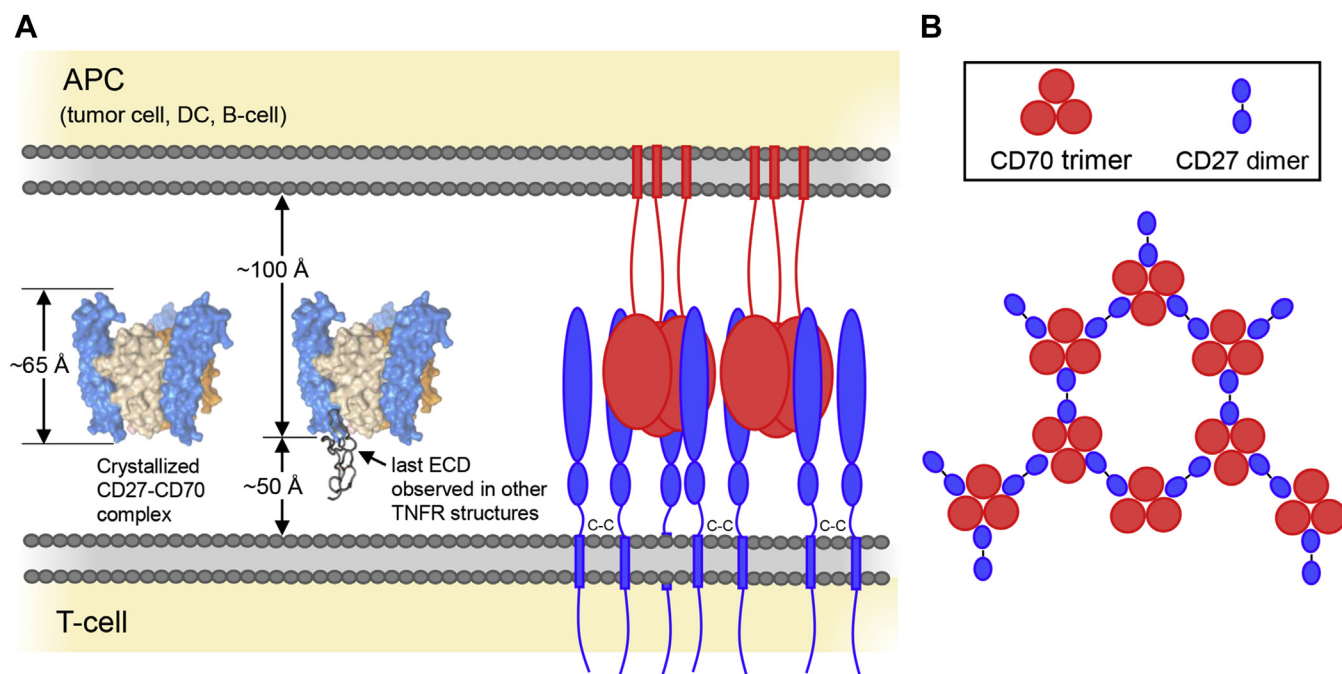 A
APC
(tumor cell, DC, B-cell)
~100 Å
~65 Å
Crystallized
CD27-CD70
complex
~50 Å
last ECD
observed in other
TNFR structures
C-C
C-C
C-C
T-cell
B
CD70 trimer
CD27 dimer